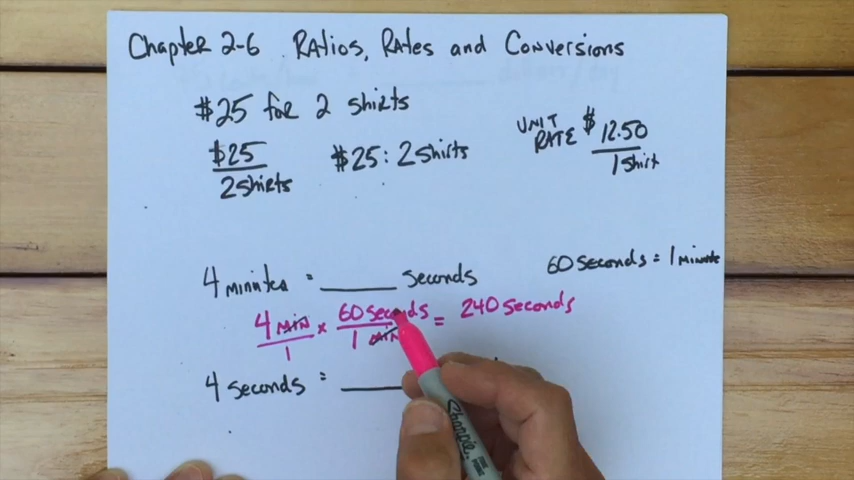 Chapter 2-6 Ratios, Rates and Conversions
$25 for 2 shirts
$25
2 shirts
$25 : 2 shirts
UNIT
RATE
$12.50
1 shirt
60 seconds = 1 minute
4 minutes = ______ seconds
4 MIN
1
x
60 seconds
1 min
= 240 seconds
4 seconds = ______
Sharpie